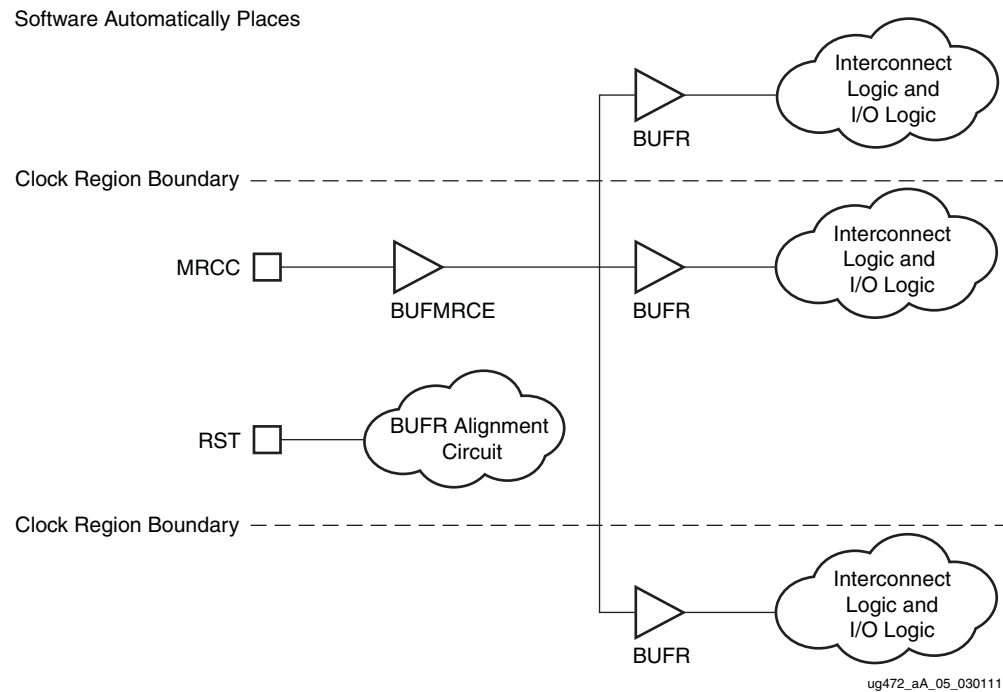 Software Automatically Places
Interconnect
Logic and
I/O Logic
BUFR
Clock Region Boundary
Interconnect
Logic and
I/O Logic
MRCC
BUFMRCE
BUFR
BUFR Alignment
Circuit
RST
Clock Region Boundary
Interconnect
Logic and
I/O Logic
BUFR
ug472_aA_05_030111